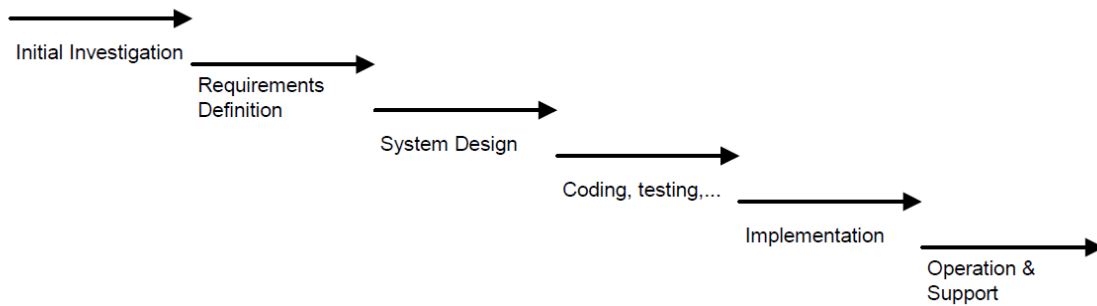 Initial Investigation
Requirements
Definition
System Design
Coding, testing,...
Implementation
Operation &
Support